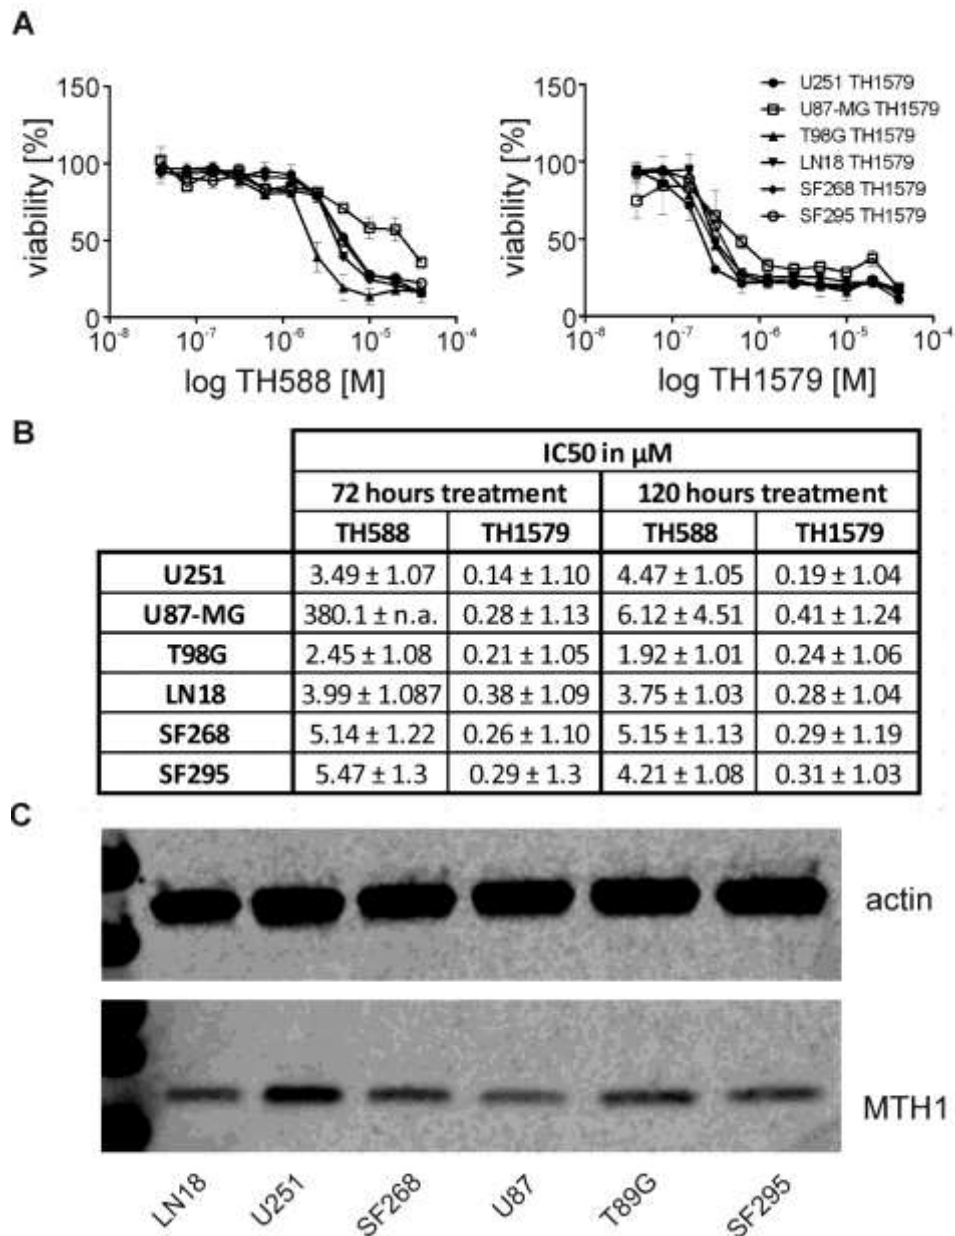 A
150
100
50
0
viability [%]
10-8 10-7 10-6 10-5 10-4
log TH588 [M]
150
100
50
0
viability [%]
10-8 10-7 10-6 10-5 10-4
log TH1579 [M]
U251 TH1579
U87-MG TH1579
T98G TH1579
LN18 TH1579
SF268 TH1579
SF295 TH1579
B
IC50 in µM
72 hours treatment 120 hours treatment
TH588 TH1579 TH588 TH1579
U251 3.49 ± 1.07 0.14 ± 1.10 4.47 ± 1.05 0.19 ± 1.04
U87-MG 380.1 ± n.a. 0.28 ± 1.13 6.12 ± 4.51 0.41 ± 1.24
T98G 2.45 ± 1.08 0.21 ± 1.05 1.92 ± 1.01 0.24 ± 1.06
LN18 3.99 ± 1.087 0.38 ± 1.09 3.75 ± 1.03 0.28 ± 1.04
SF268 5.14 ± 1.22 0.26 ± 1.10 5.15 ± 1.13 0.29 ± 1.19
SF295 5.47 ± 1.3 0.29 ± 1.3 4.21 ± 1.08 0.31 ± 1.03
C
actin
MTH1
LN18 U251 SF268 U87 T89G SF295